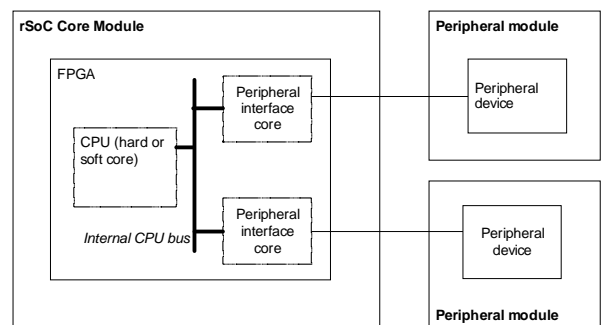 rSoC Core Module
FPGA
CPU (hard or
soft core)
Internal CPU bus
Peripheral
interface
core
Peripheral
interface
core
Peripheral module
Peripheral
device
Peripheral
device
Peripheral module